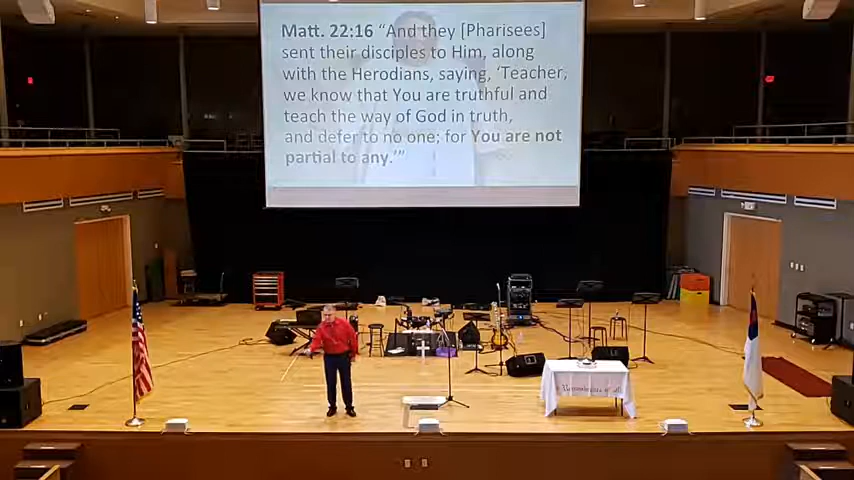 Matt. 22:16 “And they [Pharisees]
sent their disciples to Him, along
with the Herodians, saying, ‘Teacher,
we know that You are truthful and
teach the way of God in truth,
and defer to no one; for You are not
partial to any.’”